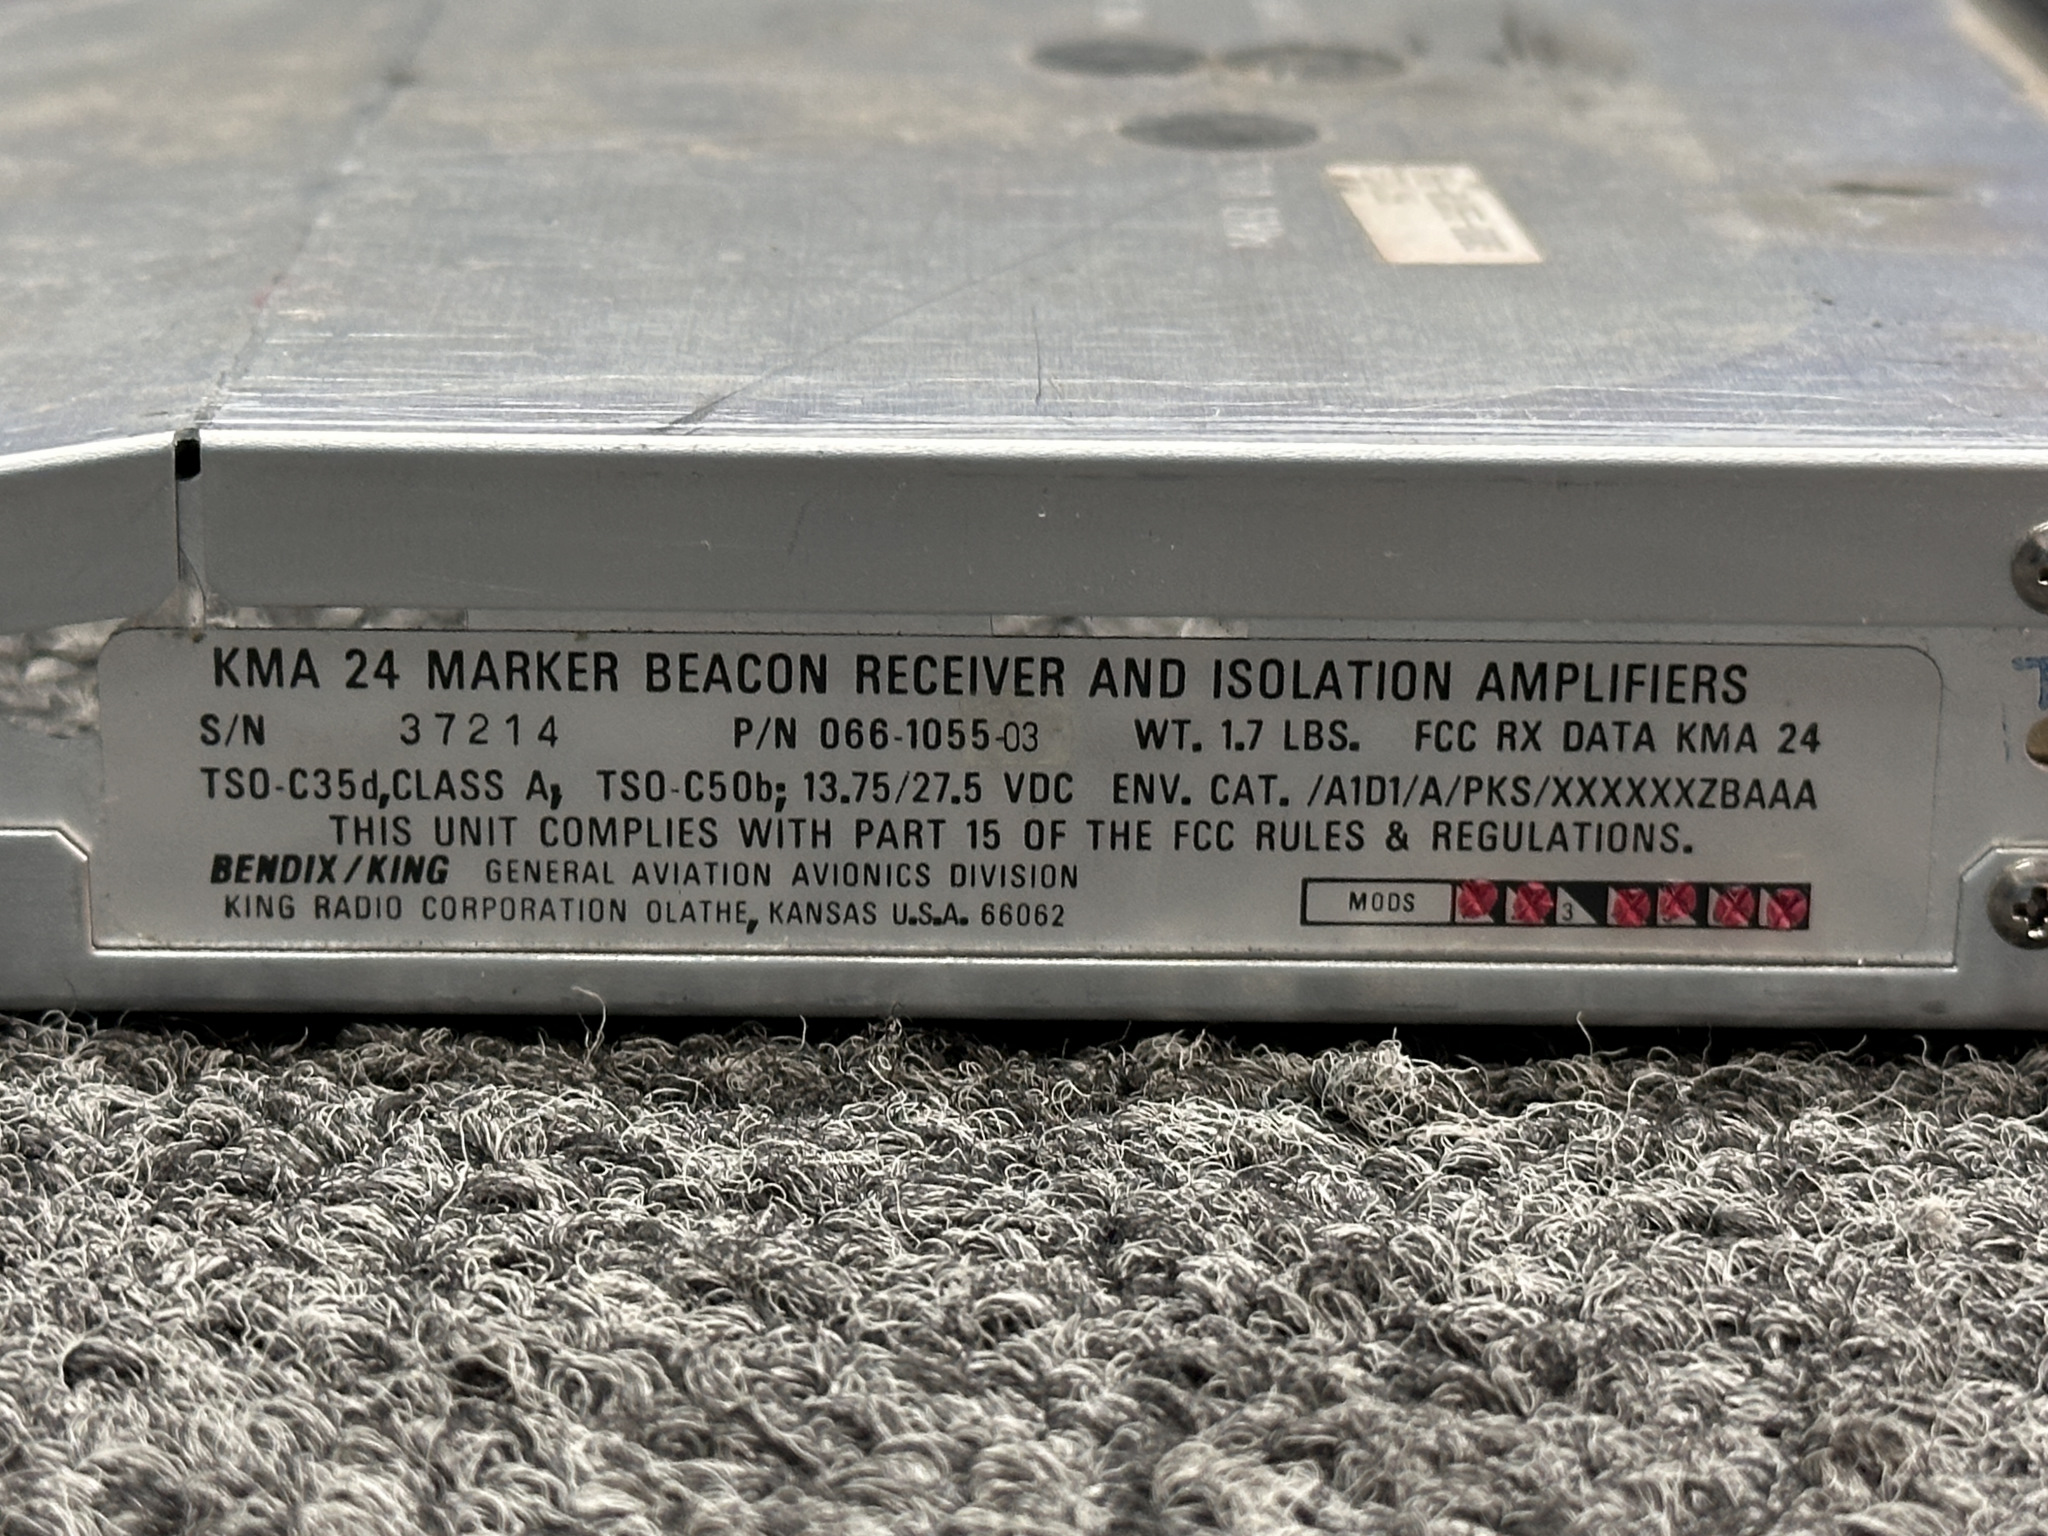 KMA 24 MARKER BEACON RECEIVER AND ISOLATION AMPLIFIERS
S/N 37214 P/N 066-1055-03 WT. 1.7 LBS. FCC RX DATA KMA 24
TSO-C35d,CLASS A, TSO-C50b; 13.75/27.5 VDC ENV. CAT. /A1D1/A/PKS/XXXXXXZBAAA
THIS UNIT COMPLIES WITH PART 15 OF THE FCC RULES & REGULATIONS.
BENDIX/KING GENERAL AVIATION AVIONICS DIVISION
KING RADIO CORPORATION OLATHE, KANSAS U.S.A. 66062
MODS 3